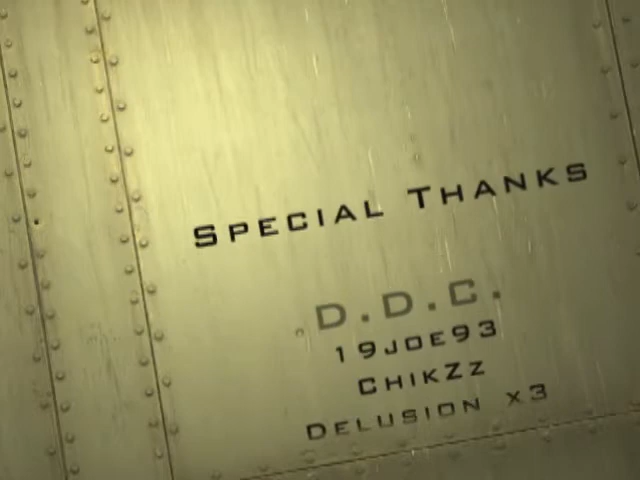 Special Thanks
.D.D.C.
19Joe93
ChikZz
Delusion x3